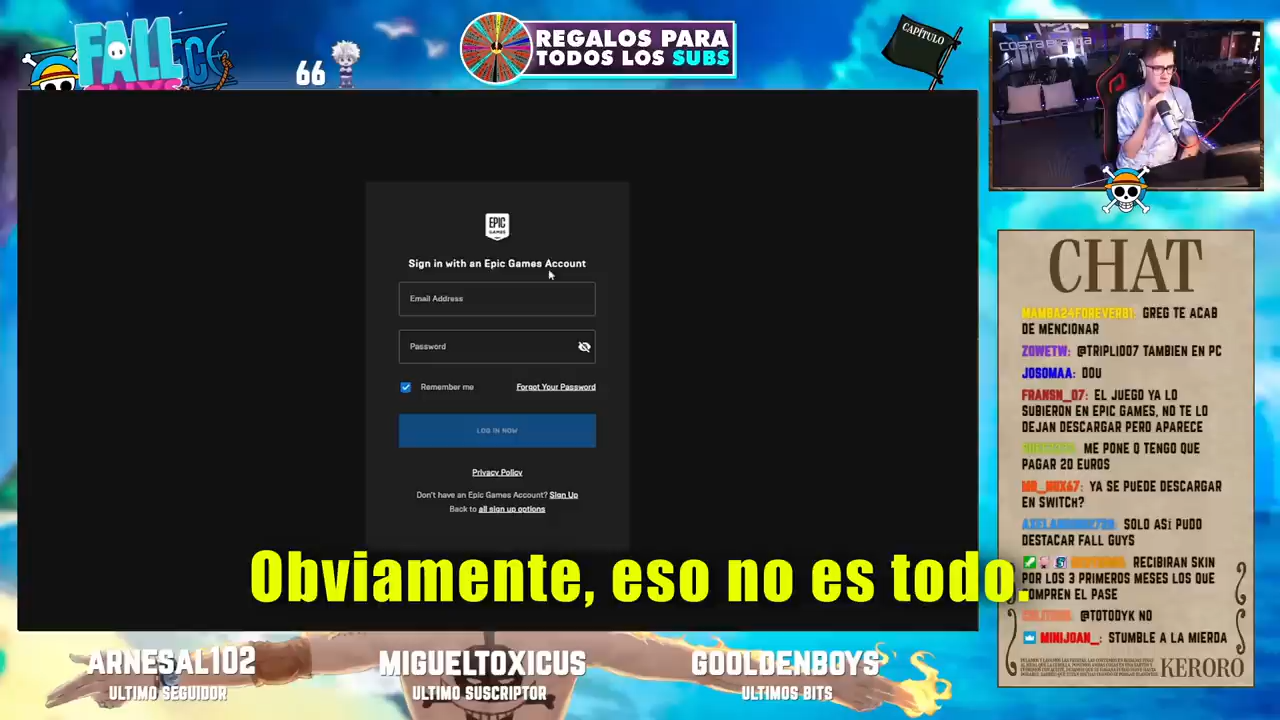 FALL
GUYS
66
REGALOS PARA
TODOS LOS SUBS
CAPÍTULO
EPIC
GAMES
Sign in with an Epic Games Account
Email Address
Password
Remember me
Forgot Your Password
LOG IN NOW
Privacy Policy
Don't have an Epic Games Account? Sign Up
Back to all sign up options
Obviamente, eso no es todo.
CHAT
MAMBA24FOREVER81: GREG TE ACAB
DE MENCIONAR
ZOWETW: @TRIPLI007 TAMBIEN EN PC
JOSOMAA: DOU
FRANSN_07: EL JUEGO YA LO
SUBIERON EN EPIC GAMES, NO TE LO
DEJAN DESCARGAR PERO APARECE
ME PONE Q TENGO QUE
PAGAR 20 EUROS
YA SE PUEDE DESCARGAR
EN SWITCH?
SOLO ASÍ PUDO
DESTACAR FALL GUYS
RECIBIRAN SKIN
POR LOS 3 PRIMEROS MESES LOS QUE
COMPREN EL PASE
@TOTODYK NO
MINIJOAN_: STUMBLE A LA MIERDA
KERORO
ARNESAL102
ULTIMO SEGUIDOR
MIGUELTOXICUS
ULTIMO SUSCRIPTOR
GOOLDENBOYS
ULTIMOS BITS